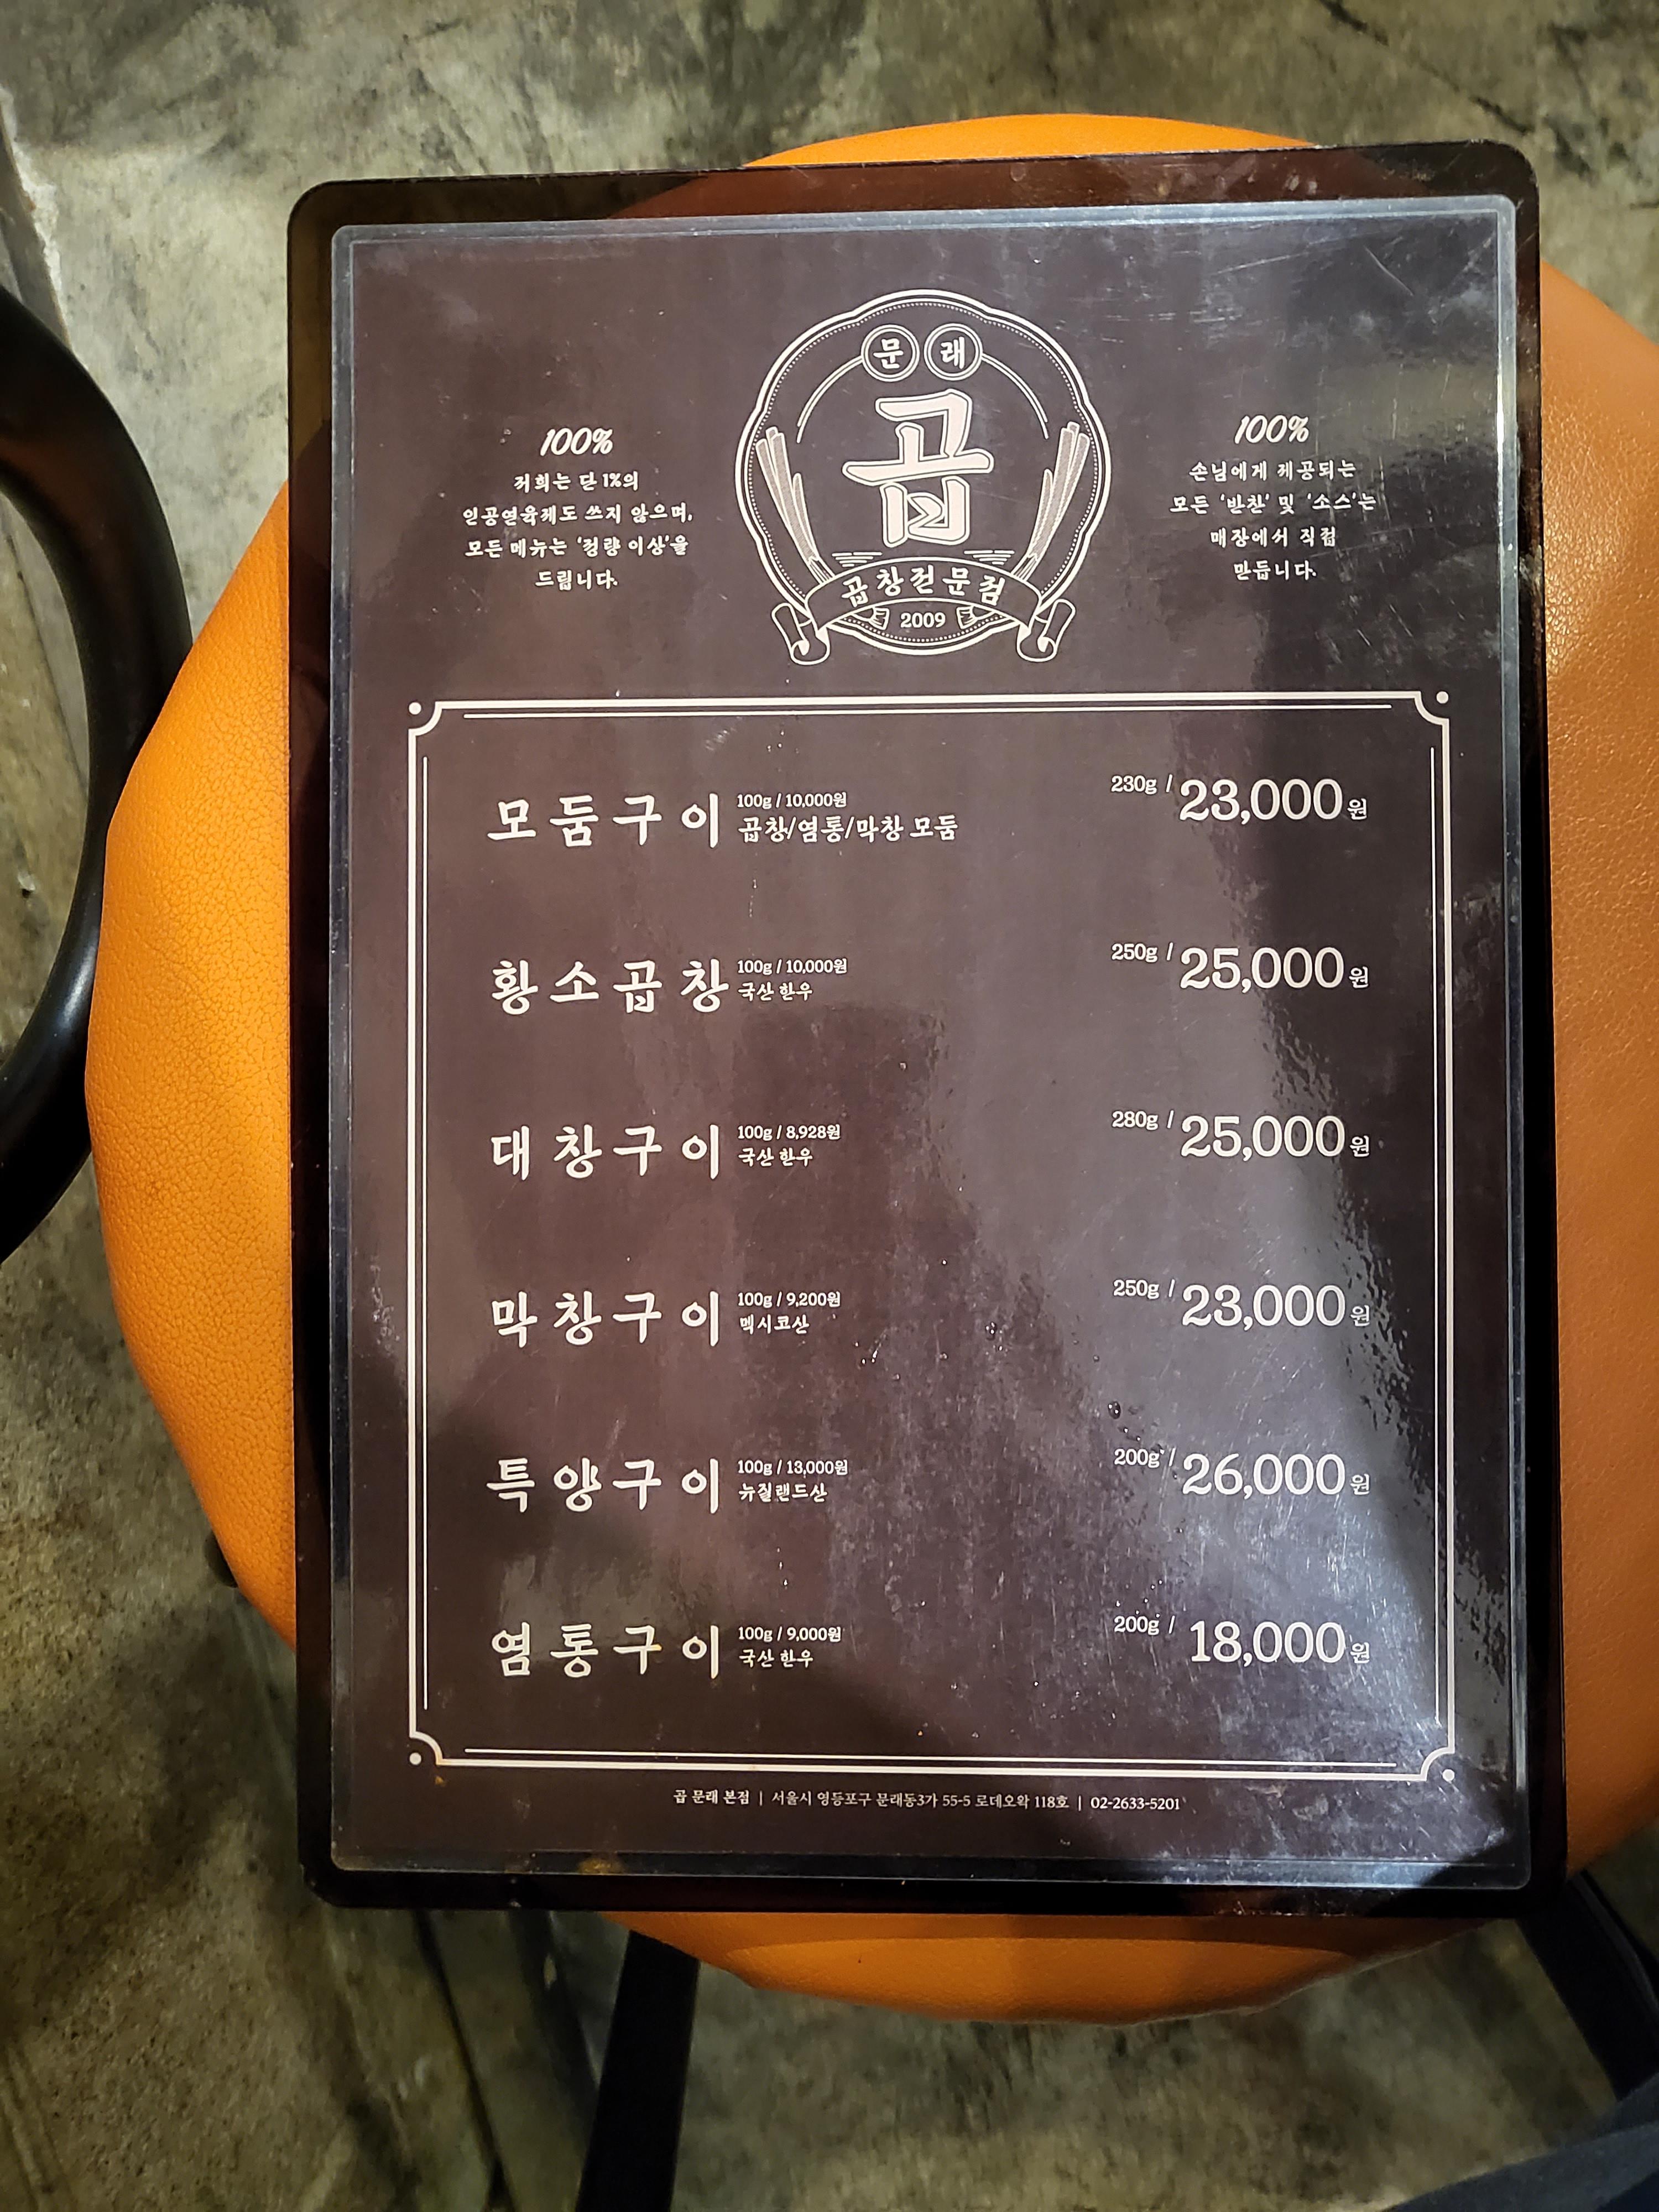 문래
곱
곱창전문점
2009
100%
저희는 단 1%의
인공연육제도 쓰지 않으며,
모든 메뉴는 '정량 이상'을
드립니다.
100%
손님에게 제공되는
모든 '반찬' 및 '소스'는
매장에서 직접
만듭니다.
모둠구이 100g / 10,000원 230g / 23,000원
곱창/염통/막창 모둠
황소곱창 100g / 10,000원 250g / 25,000원
국산 한우
대창구이 100g / 8,928원 280g / 25,000원
국산 한우
막창구이 100g / 9,200원 250g / 23,000원
멕시코산
특양구이 100g / 13,000원 200g / 26,000원
뉴질랜드산
염통구이 100g / 9,000원 200g / 18,000원
국산 한우
곱 문래 본점 | 서울시 영등포구 문래동3가 55-5 로데오왁 118호 | 02-2633-5201